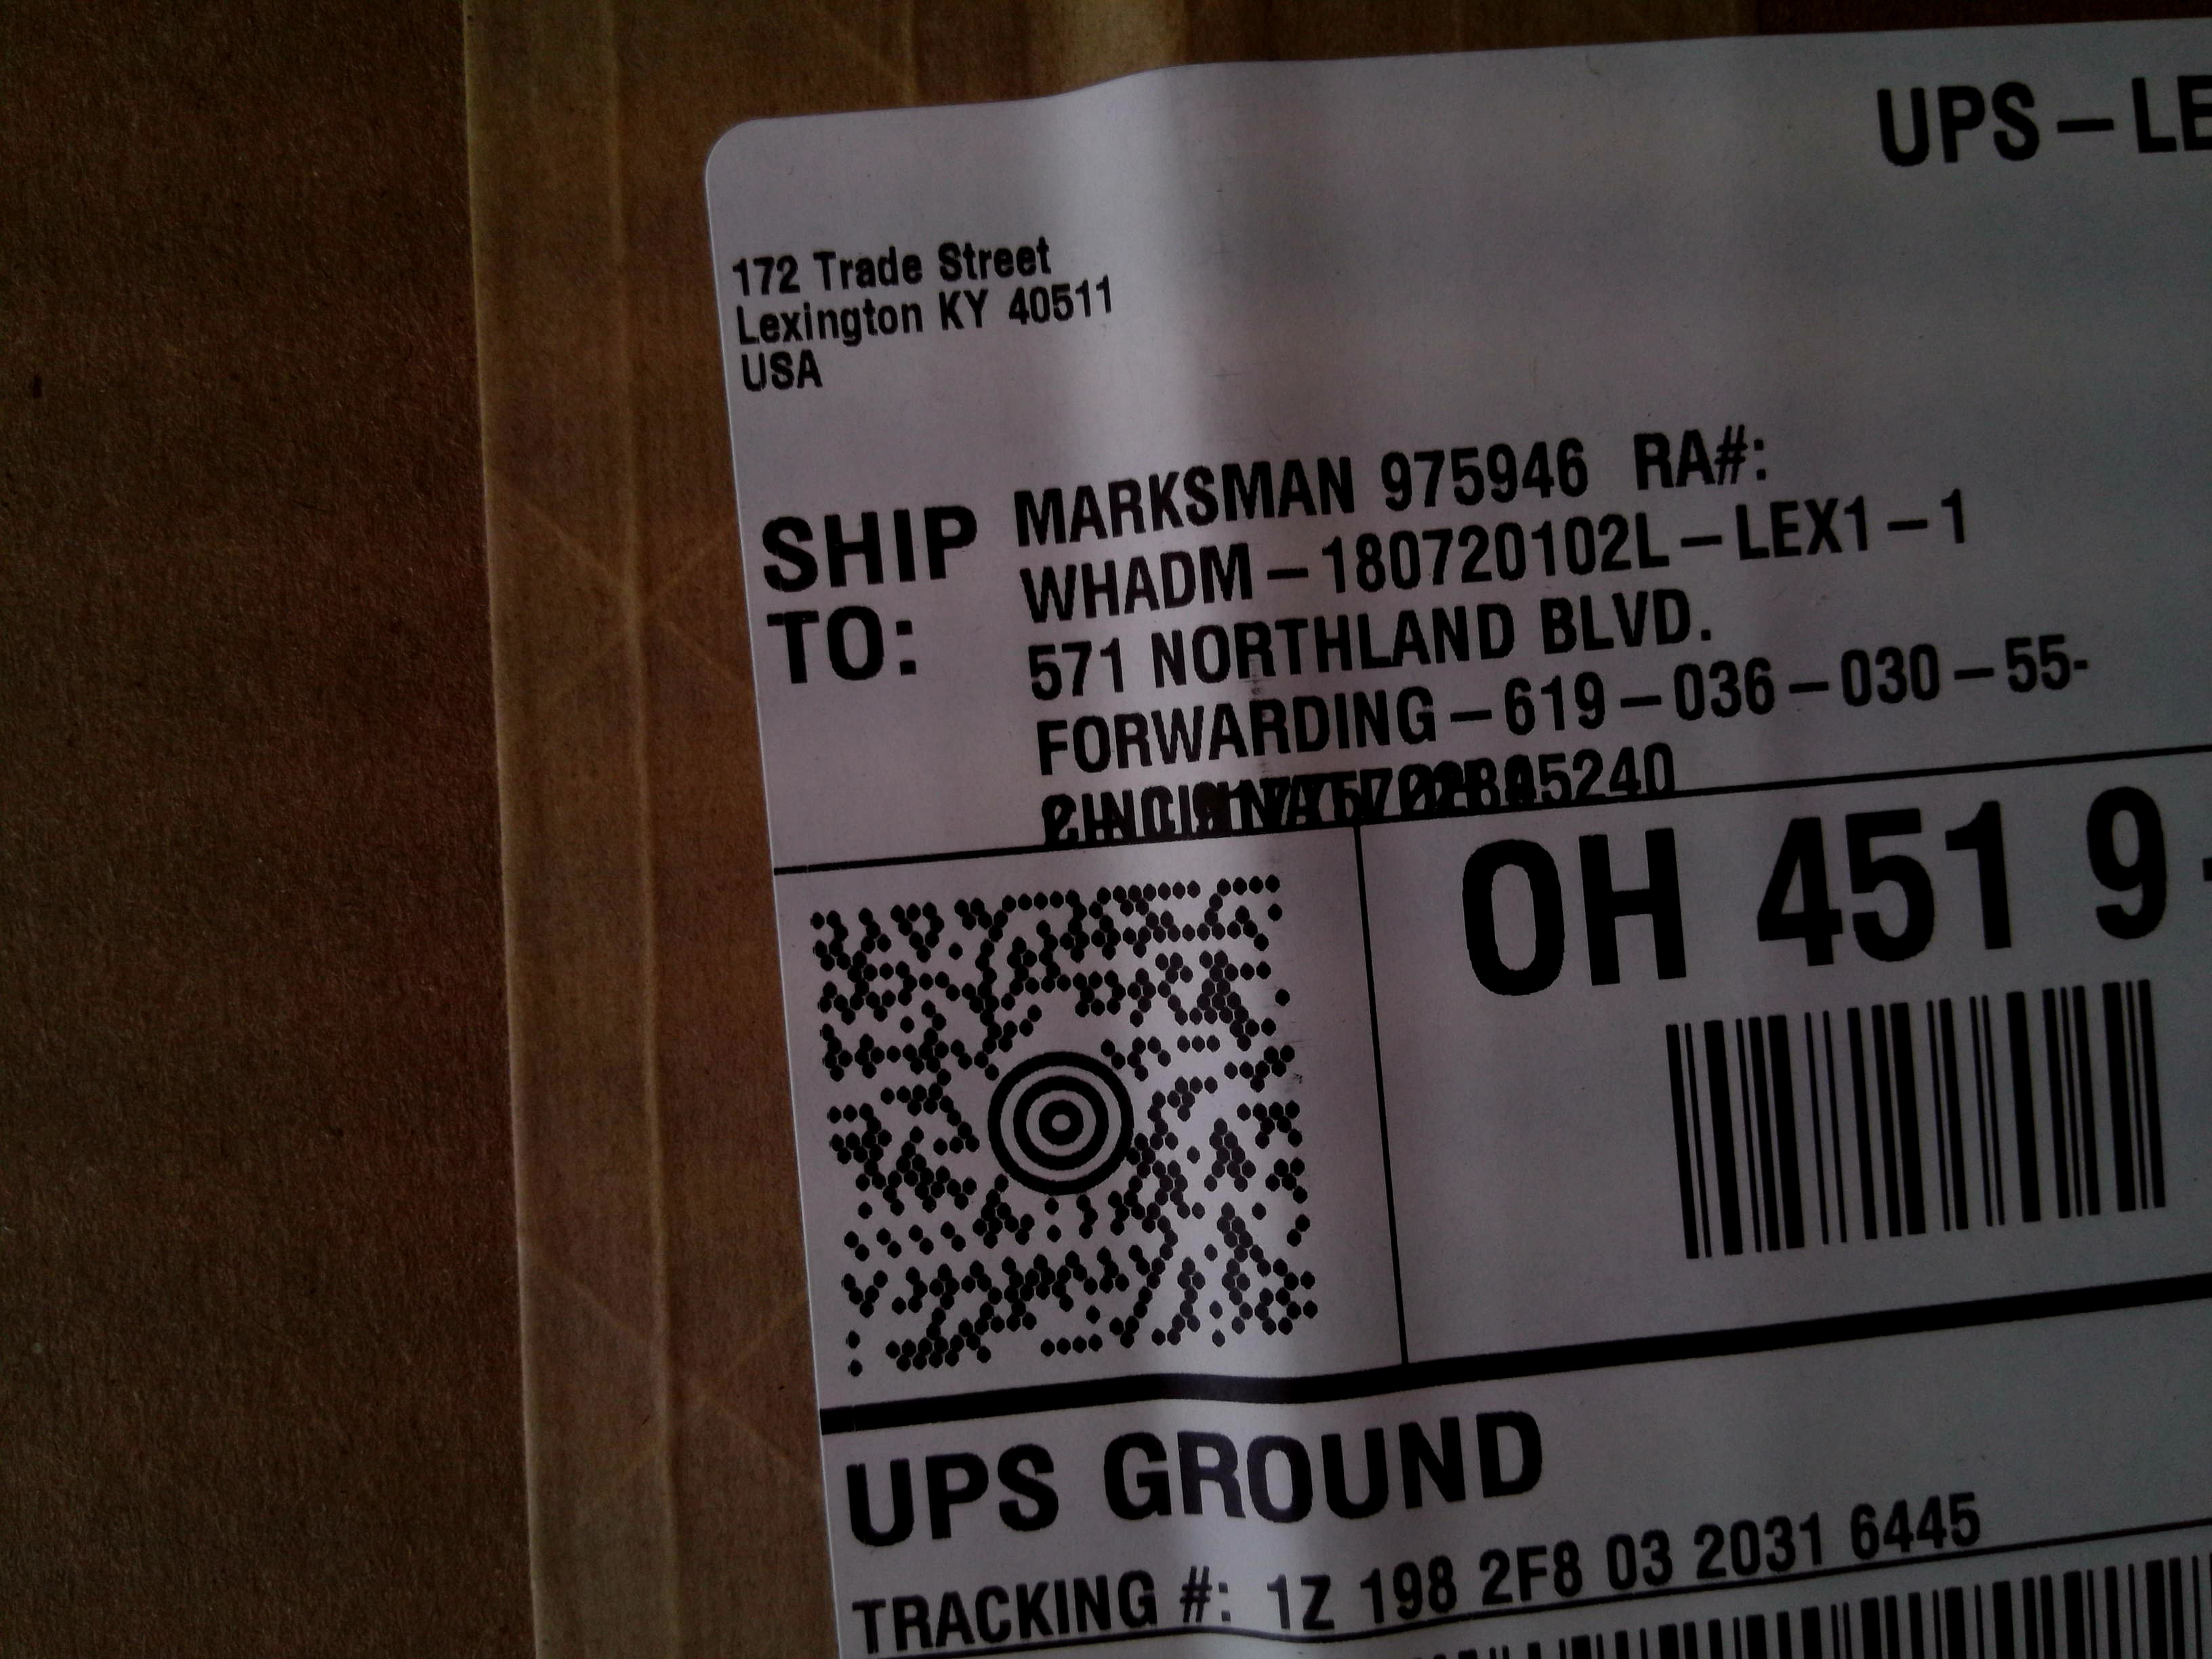 UPS – LE
172 Trade Street
Lexington KY 40511
USA
SHIP TO:
MARKSMAN 975946 RA#:
WHADM – 180720102L – LEX1 – 1
571 NORTHLAND BLVD.
FORWARDING – 619 – 036 – 030 – 55-
OH 451 9
UPS GROUND
TRACKING #: 1Z 198 2F8 03 2031 6445